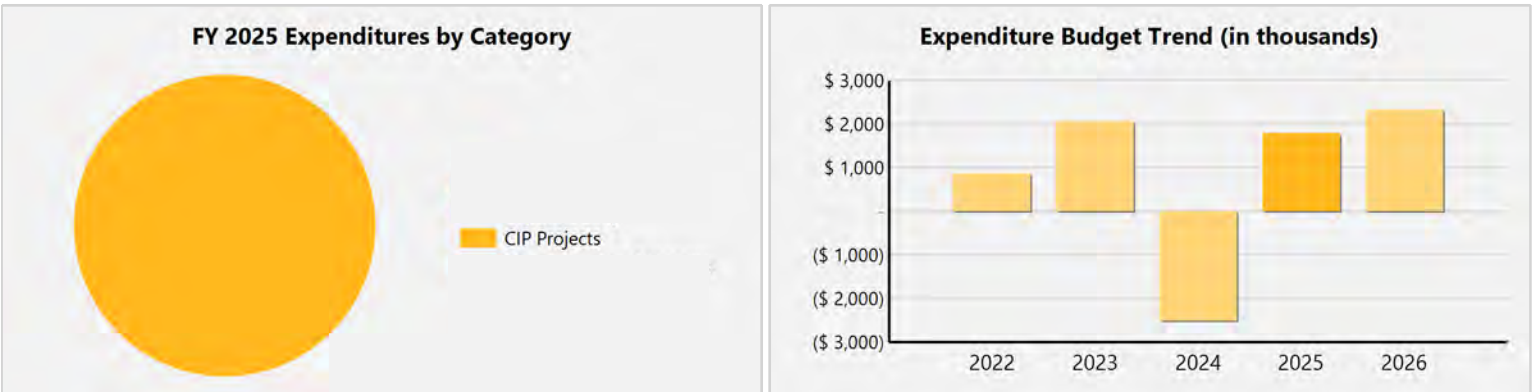 FY 2025 Expenditures by Category
CIP Projects
Expenditure Budget Trend (in thousands)
$ 3,000
$ 2,000
$ 1,000
-
($ 1,000)
($ 2,000)
($ 3,000)
2022 2023 2024 2025 2026